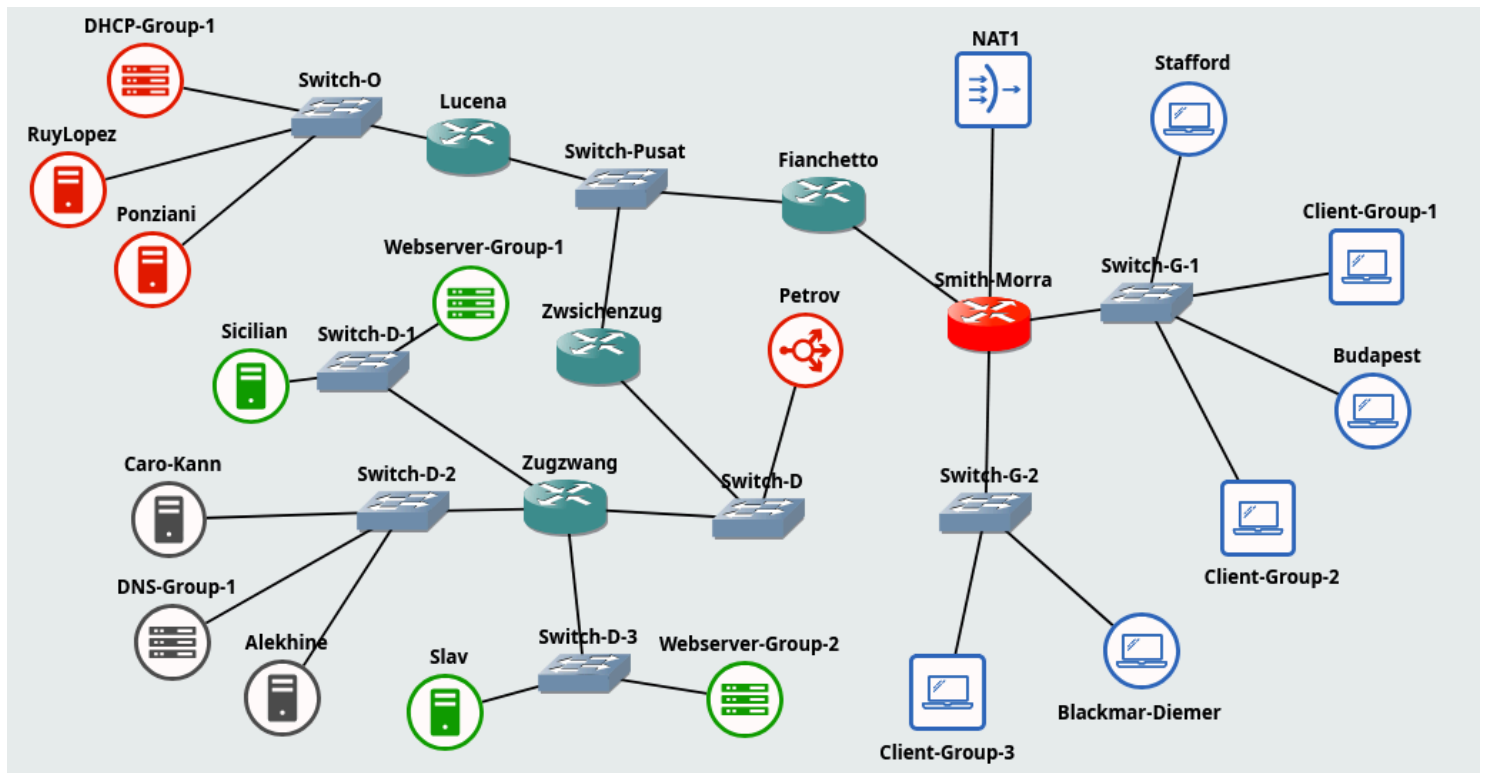 DHCP-Group-1
Switch-O
Lucena
RuyLopez
Ponziani
Switch-Pusat
Fianchetto
NAT1
Stafford
Client-Group-1
Switch-G-1
Smith-Morra
Budapest
Webserver-Group-1
Sicilian
Switch-D-1
Zwsichenzug
Petrov
Caro-Kann
Switch-D-2
Zugzwang
Switch-D
Switch-G-2
Client-Group-2
DNS-Group-1
Alekhine
Switch-D-3
Slav
Webserver-Group-2
Blackmar-Diemer
Client-Group-3